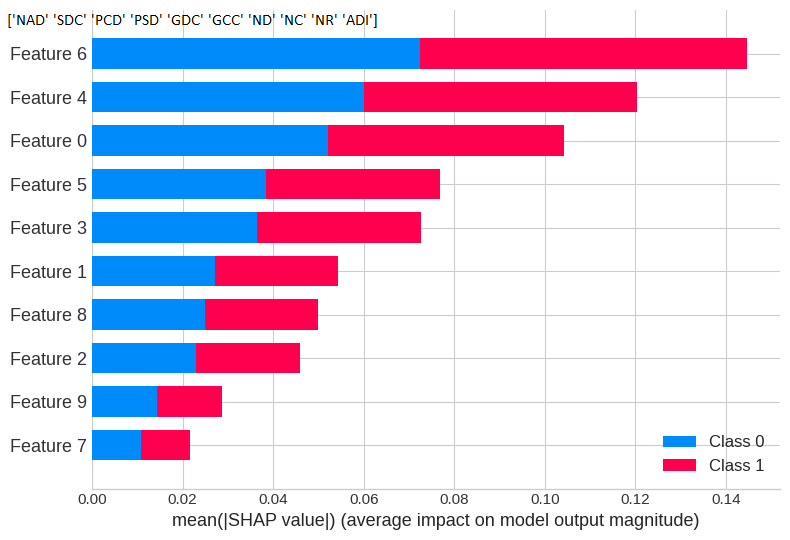 ['NAD' 'SDC' 'PCD' 'PSD' 'GDC' 'GCC' 'ND' 'NC' 'NR' 'ADI']
Feature 6
Feature 4
Feature 0
Feature 5
Feature 3
Feature 1
Feature 8
Feature 2
Feature 9
Feature 7
Class 0
Class 1
0.00 0.02 0.04 0.06 0.08 0.10 0.12 0.14
mean(|SHAP value|) (average impact on model output magnitude)